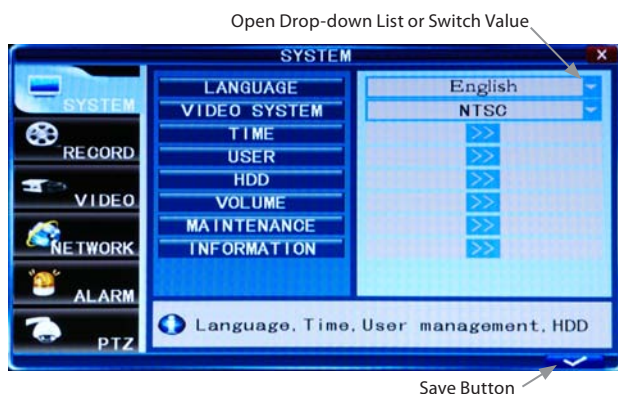 Open Drop-down List or Switch Value
SYSTEM
X
SYSTEM
RECORD
VIDEO
NETWORK
ALARM
PTZ
LANGUAGE English
VIDEO SYSTEM NTSC
TIME >>
USER >>
HDD >>
VOLUME >>
MAINTENANCE >>
INFORMATION >>
Language, Time, User management, HDD
Save Button